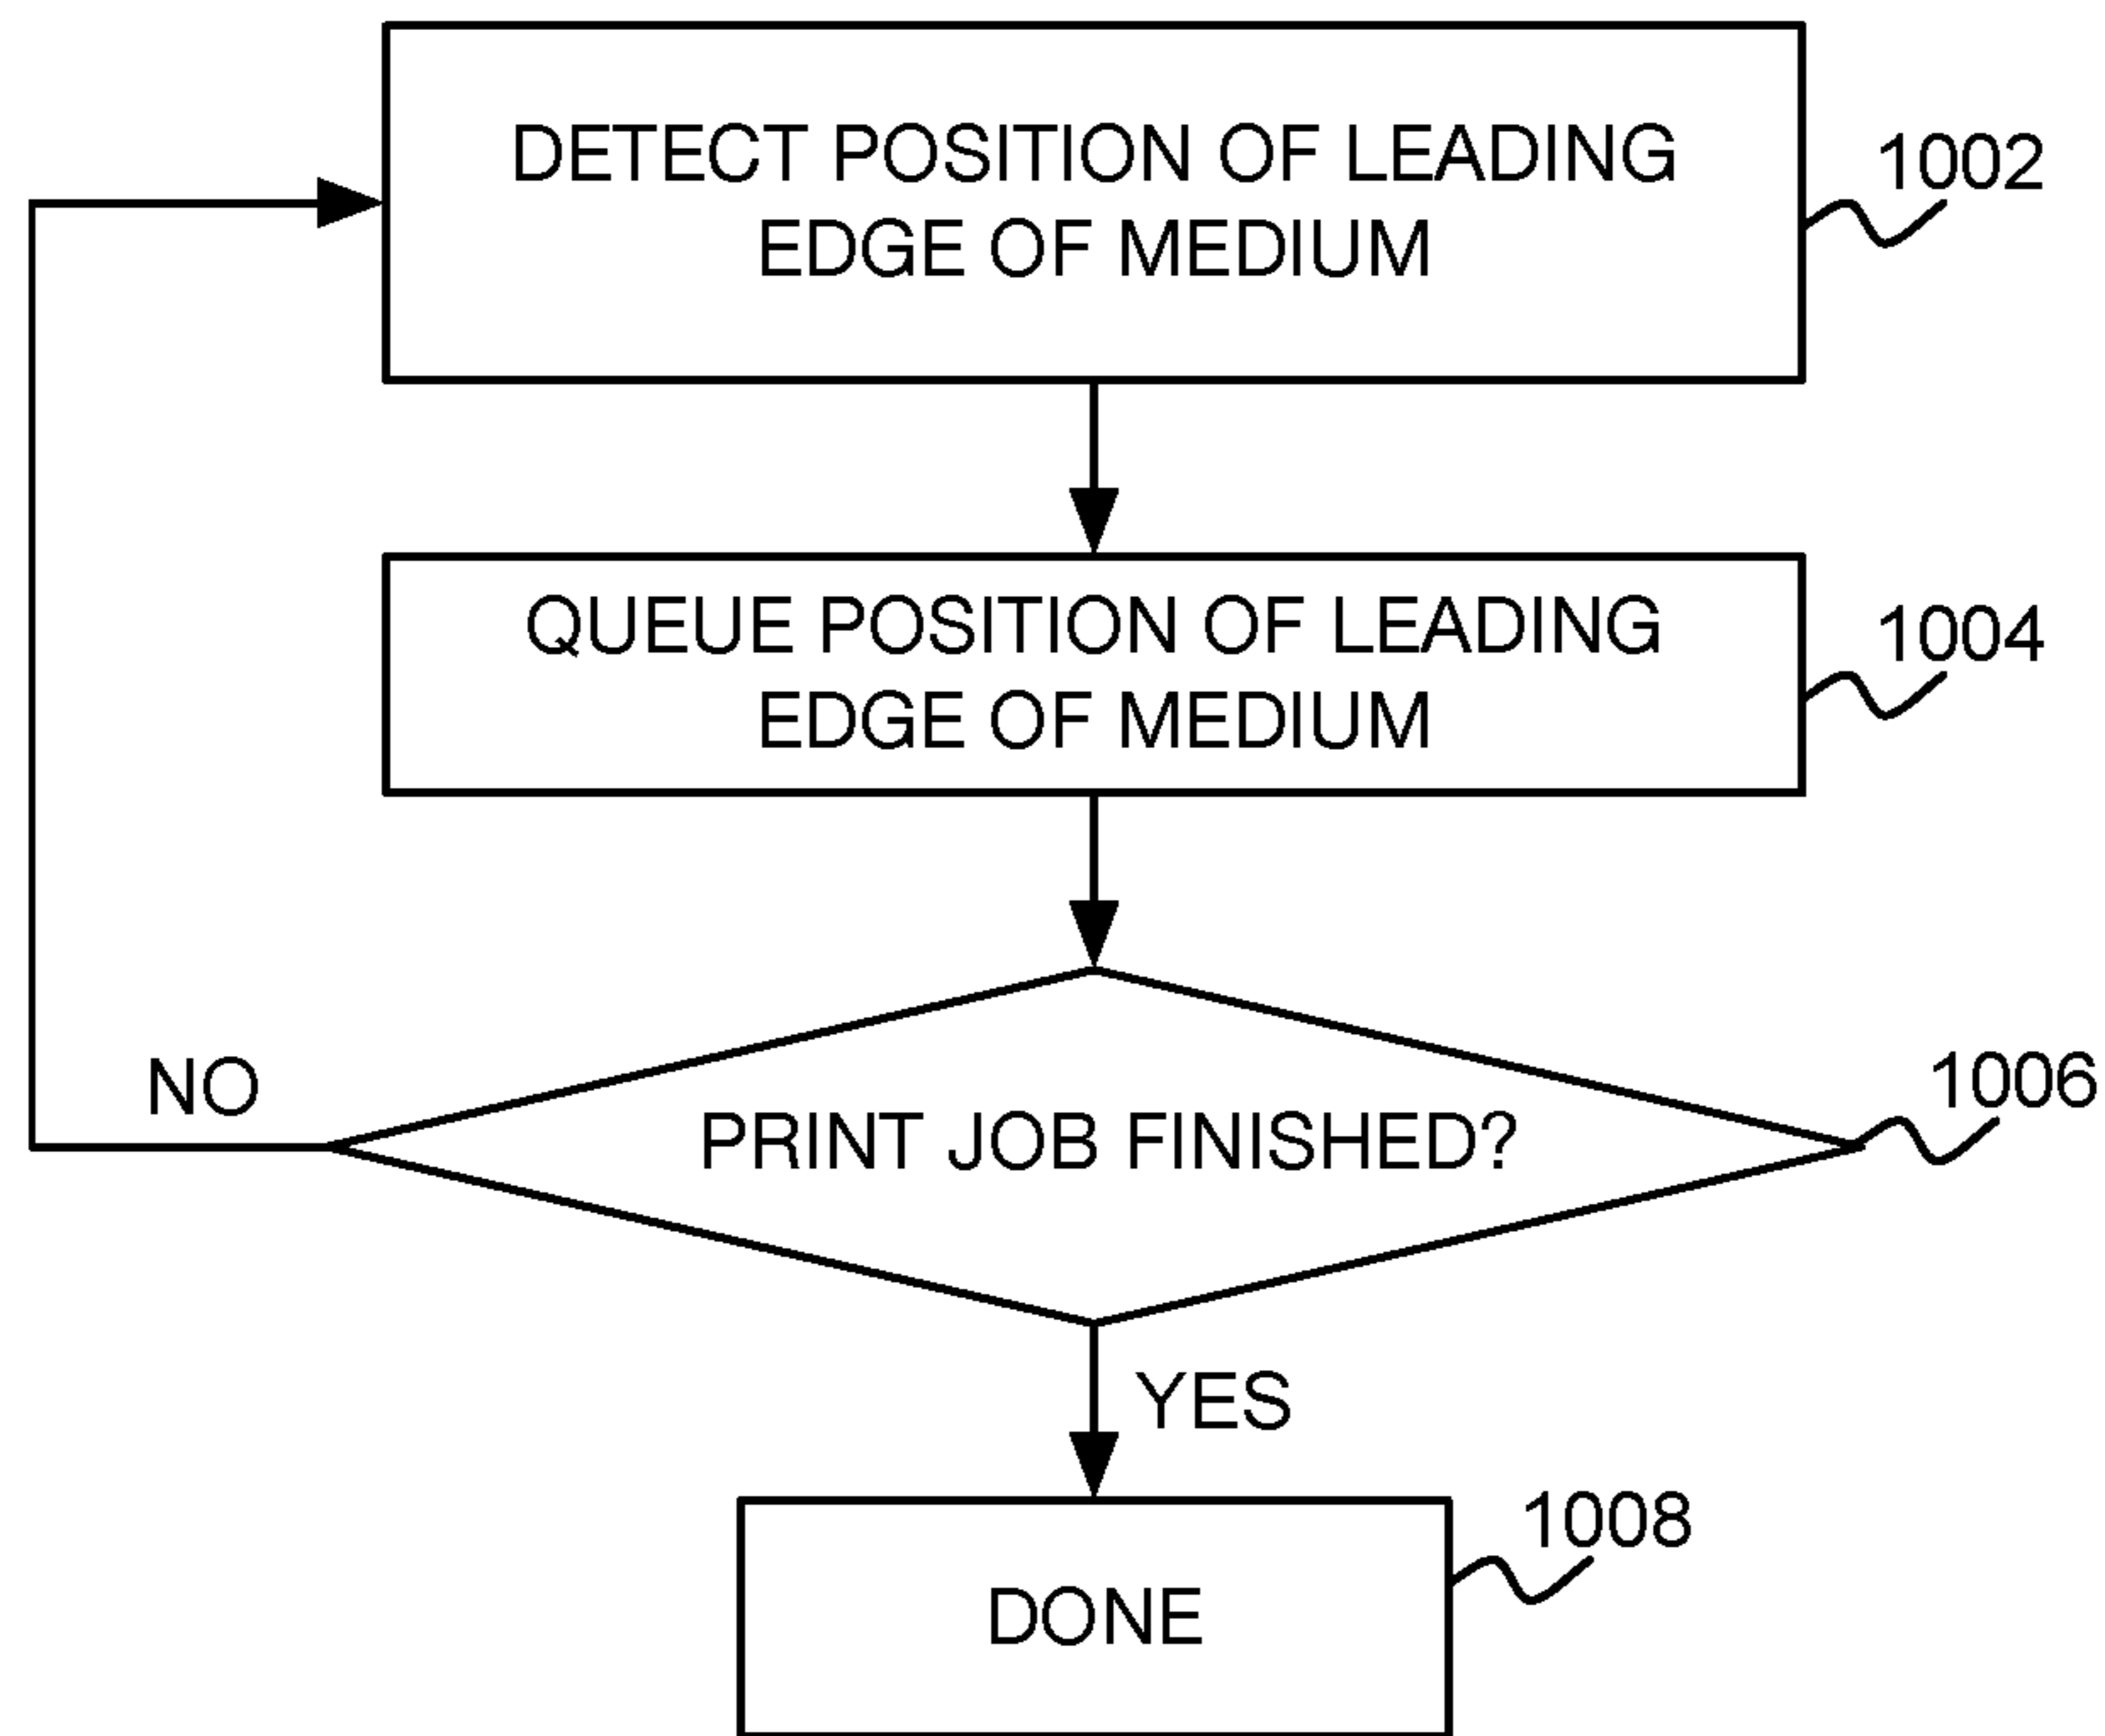 DETECT POSITION OF LEADING
EDGE OF MEDIUM
1002
QUEUE POSITION OF LEADING
EDGE OF MEDIUM
1004
NO
PRINT JOB FINISHED?
1006
YES
DONE
1008